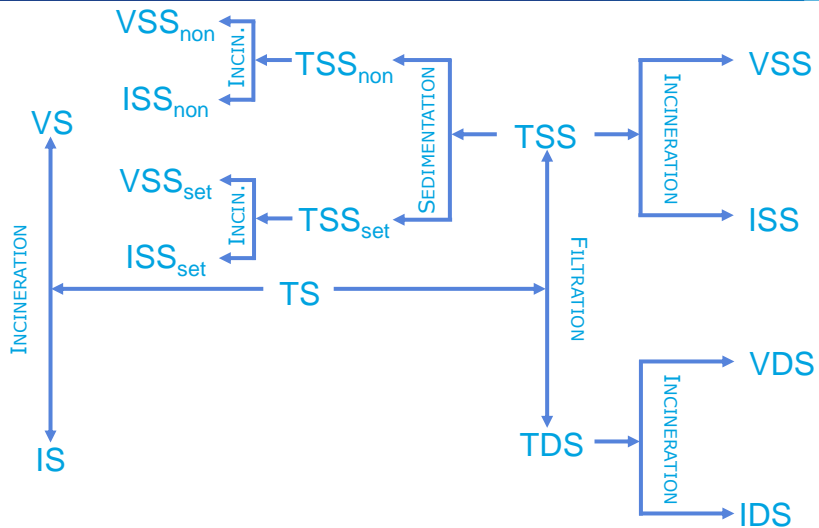 VSSnon
INCIN.
TSSnon
ISSnon
VSS
INCINERATION
TSS
SEDIMENTATION
VS
VSSset
INCIN.
TSSset
ISSset
ISS
INCINERATION
FILTRATION
TS
VDS
INCINERATION
TDS
IS
IDS